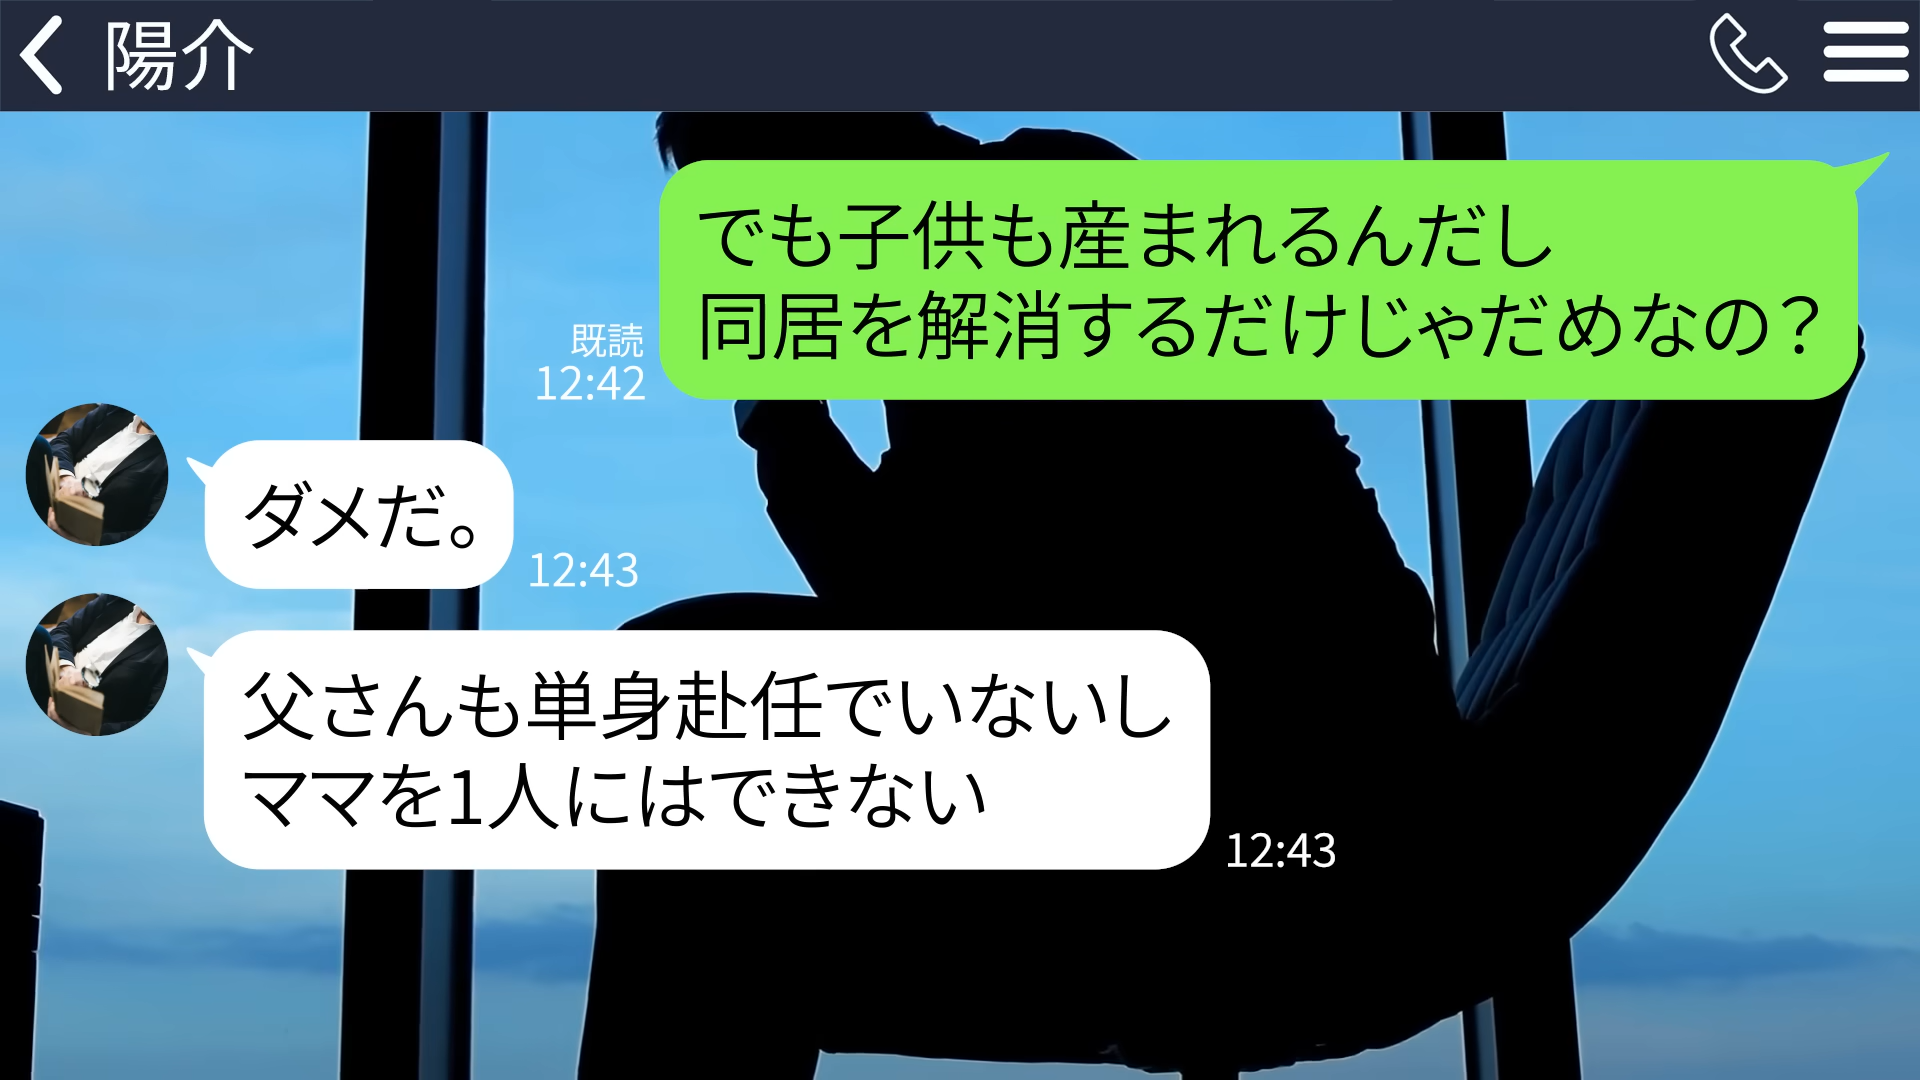 陽介
でも子供も産まれるんだし
同居を解消するだけじゃだめなの？
既読
12:42
ダメだ。
12:43
父さんも単身赴任でいないし
ママを1人にはできない
12:43